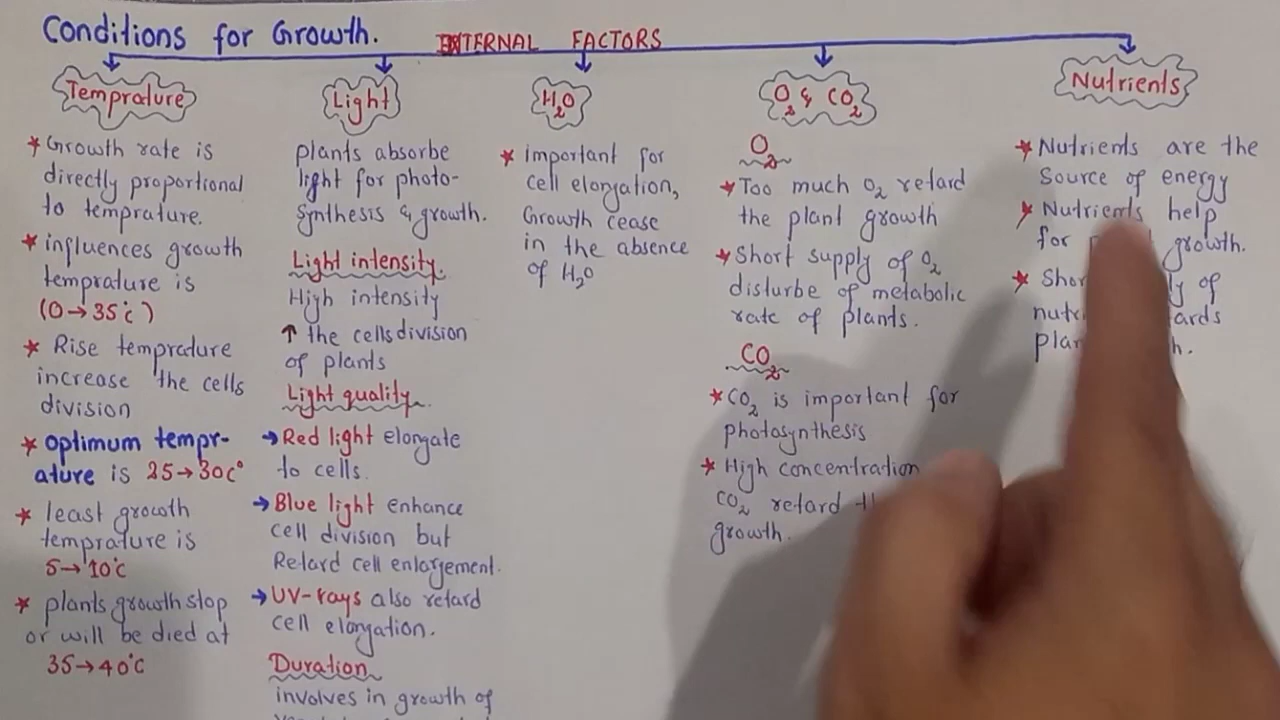 Conditions for Growth.
EXTERNAL FACTORS
Temprature
★ Growth rate is
directly proportional
to temprature.
★ influences growth
temprature is
(0→35°c)
★ Rise temprature
increase the cells
division
★ optimum tempr-
ature is 25→30c°
★ least growth
temprature is
5→10°c
★ plants growth stop
or will be died at
35→40°c
Light
plants absorbe
light for photo-
synthesis & growth.
Light intensity.
High intensity
↑ the cells division
of plants
Light quality.
→ Red light elongate
to cells.
→ Blue light enhance
cell division but
Retard cell enlargement.
→ UV-rays also retard
cell elongation.
Duration
involves in growth of
H₂O
★ important for
cell elongation,
Growth cease
in the absence
of H₂O
O₂ & CO₂
O₂
★ Too much O₂ retard
the plant growth
★ Short supply of O₂
disturbe of metabolic
rate of plants.
CO₂
★ CO₂ is important for
photosynthesis
★ High concentration
CO₂ retard
growth.
Nutrients
★ Nutrients are the
Source of energy
★ Nutrients help
for growth.
★ of